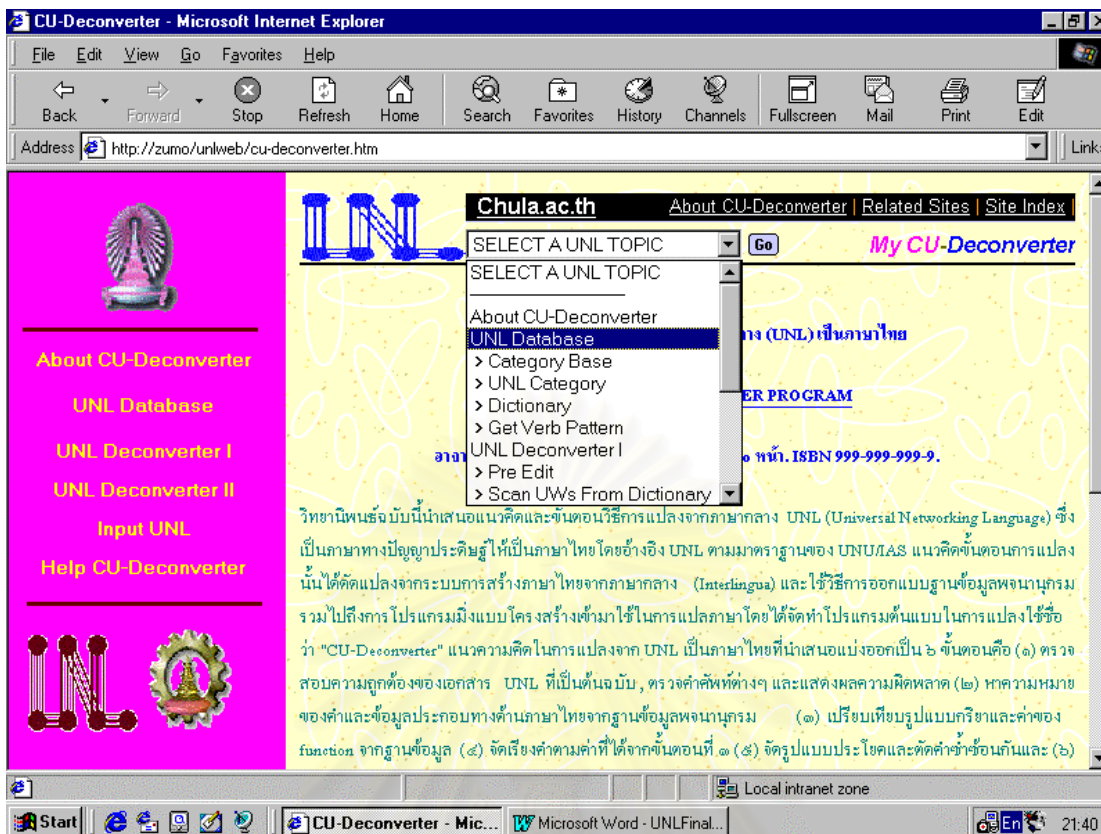 CU-Deconverter - Microsoft Internet Explorer
File Edit View Go Favorites Help
Back Forward Stop Refresh Home Search Favorites History Channels Fullscreen Mail Print Edit
Address http://zumo/unlweb/cu-deconverter.htm Links
UNL
Chula.ac.th About CU-Deconverter | Related Sites | Site Index |
SELECT A UNL TOPIC Go My CU-Deconverter
SELECT A UNL TOPIC
About CU-Deconverter
UNL Database
> Category Base
> UNL Category
> Dictionary
> Get Verb Pattern
UNL Deconverter I
> Pre Edit
> Scan UWs From Dictionary
About CU-Deconverter
UNL Database
UNL Deconverter I
UNL Deconverter II
Input UNL
Help CU-Deconverter
UNL
(UNL) เป็นภาษาไทย
ER PROGRAM
หน้า. ISBN 999-999-999-9.
วิทยานิพนธ์ฉบับนี้นำเสนอแนวคิดและขั้นตอนวิธีการแปลงจากภาษากลาง UNL (Universal Networking Language) ซึ่ง
เป็นภาษาทางปัญญาประดิษฐ์ให้เป็นภาษาไทยโดยอ้างอิง UNL ตามมาตราฐานของ UNU/IAS แนวคิดขั้นตอนการแปลง
นั้นได้ดัดแปลงจากระบบการสร้างภาษาไทยจากภาษากลาง (Interlingua) และใช้วิธีการออกแบบฐานข้อมูลพจนานุกรม
รวมไปถึงการโปรแกรมมิ่งแบบโครงสร้างเข้ามาใช้ในการแปลภาษาโดยได้จัดทำโปรแกรมต้นแบบในการแปลงใช้ชื่อ
ว่า "CU-Deconverter" แนวความคิดในการแปลงจาก UNL เป็นภาษาไทยที่นำเสนอแบ่งออกเป็น ๖ ขั้นตอนคือ (๑) ตรวจ
สอบความถูกต้องของเอกสาร UNL ที่เป็นต้นฉบับ , ตรวจคำศัพท์ต่างๆ และแสดงผลความผิดพลาด (๒) หาความหมาย
ของคำและข้อมูลประกอบทางด้านภาษาไทยจากฐานข้อมูลพจนานุกรม (๓) เปรียบเทียบรูปแบบกริยาและค่าของ
function จากฐานข้อมูล (๔) จัดเรียงคำตามค่าที่ได้จากขั้นตอนที่ ๓ (๕) จัดรูปแบบประโยคและตัดคำซ้ำซ้อนกันและ (๖)
Local intranet zone
Start CU-Deconverter - Mic... Microsoft Word - UNLFinal... En 21:40